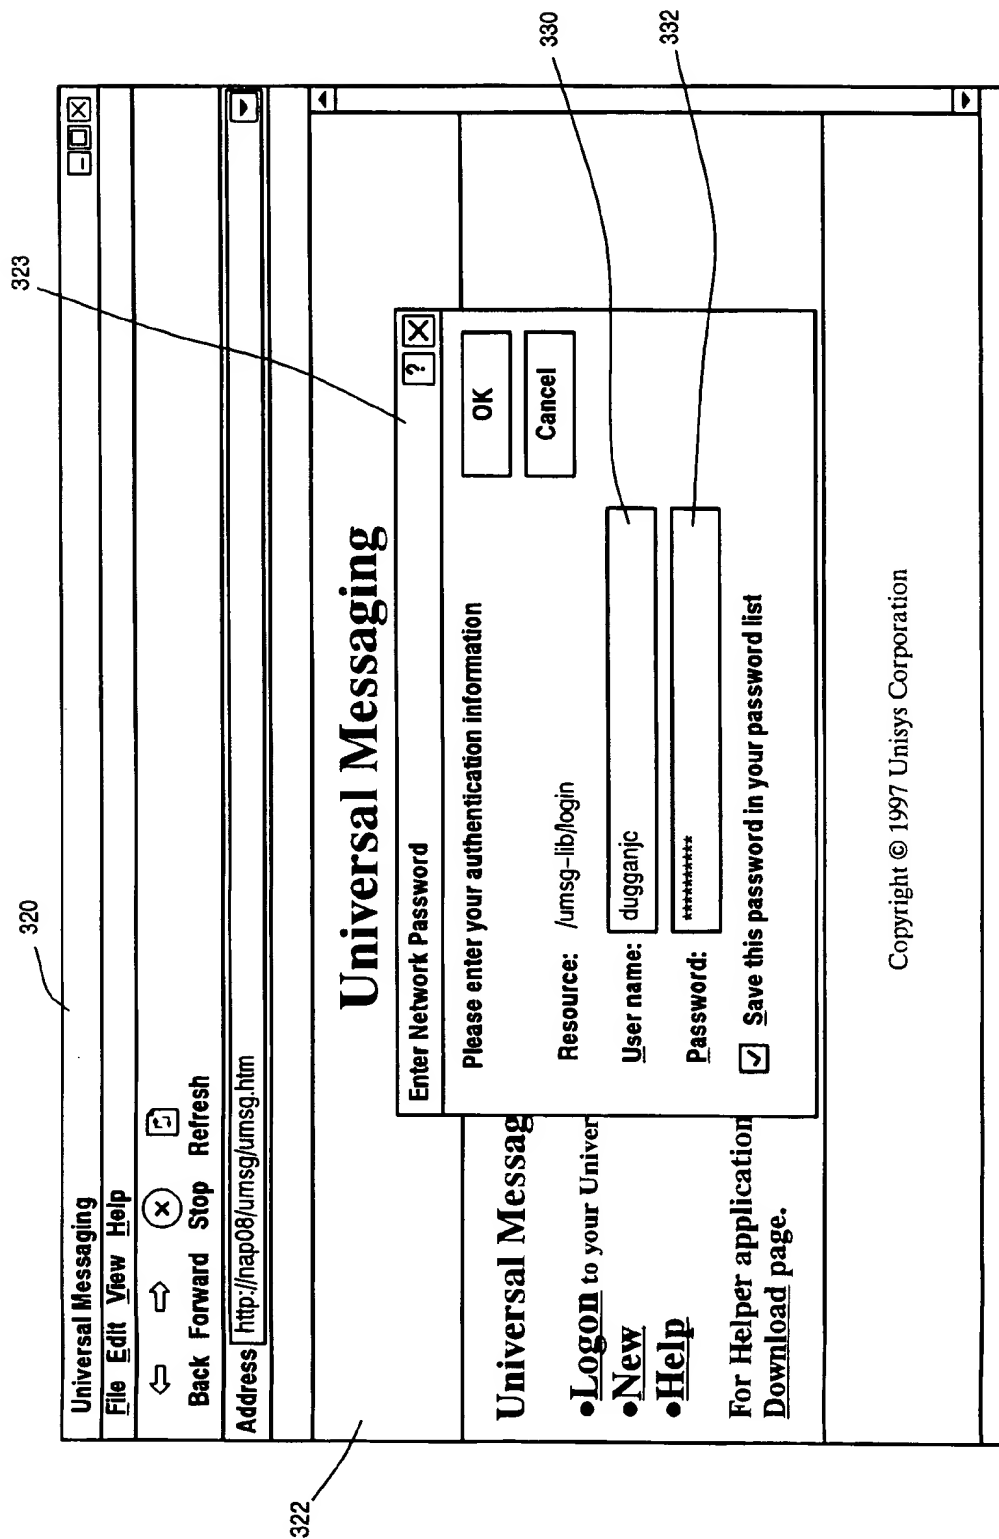 320
323
Universal Messaging
File Edit View Help
Back Forward Stop Refresh
Address http://nap08/umsg/umsg.htm
322
Universal Messaging
Enter Network Password
? X
Please enter your authentication information
OK
Cancel
Resource: /umsg-lib/login
User name: dugganjc
330
Password: **********
332
Save this password in your password list
Universal Messag
•Logon to your Univer
•New
•Help
For Helper application
Download page.
Copyright © 1997 Unisys Corporation